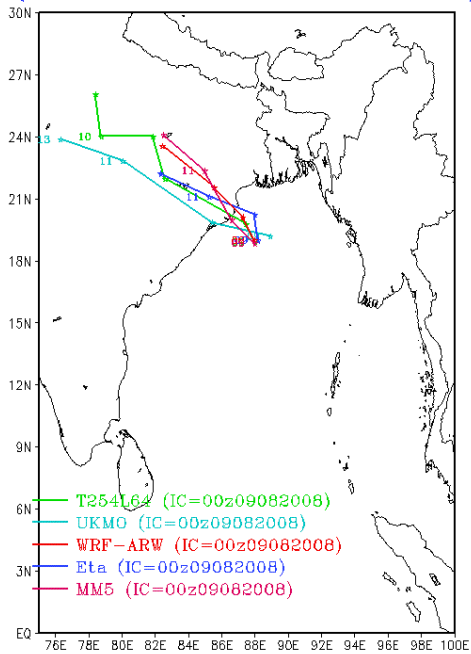 30N
27N
24N
21N
18N
15N
12N
9N
6N
3N
EQ
13
10
11
11
11
T254L64 (IC=00z09082008)
UKMO (IC=00z09082008)
WRF-ARW (IC=00z09082008)
Eta (IC=00z09082008)
MM5 (IC=00z09082008)
76E 78E 80E 82E 84E 86E 88E 90E 92E 94E 96E 98E 100E